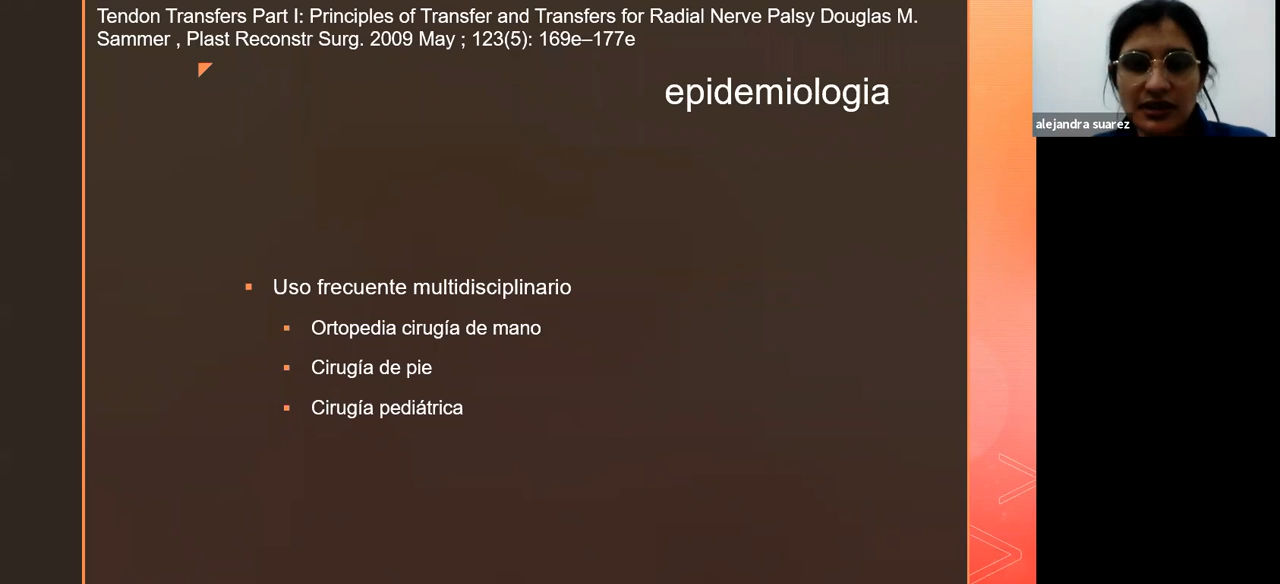 Tendon Transfers Part I: Principles of Transfer and Transfers for Radial Nerve Palsy Douglas M.
Sammer , Plast Reconstr Surg. 2009 May ; 123(5): 169e–177e
epidemiologia
alejandra suarez
Uso frecuente multidisciplinario
Ortopedia cirugía de mano
Cirugía de pie
Cirugía pediátrica